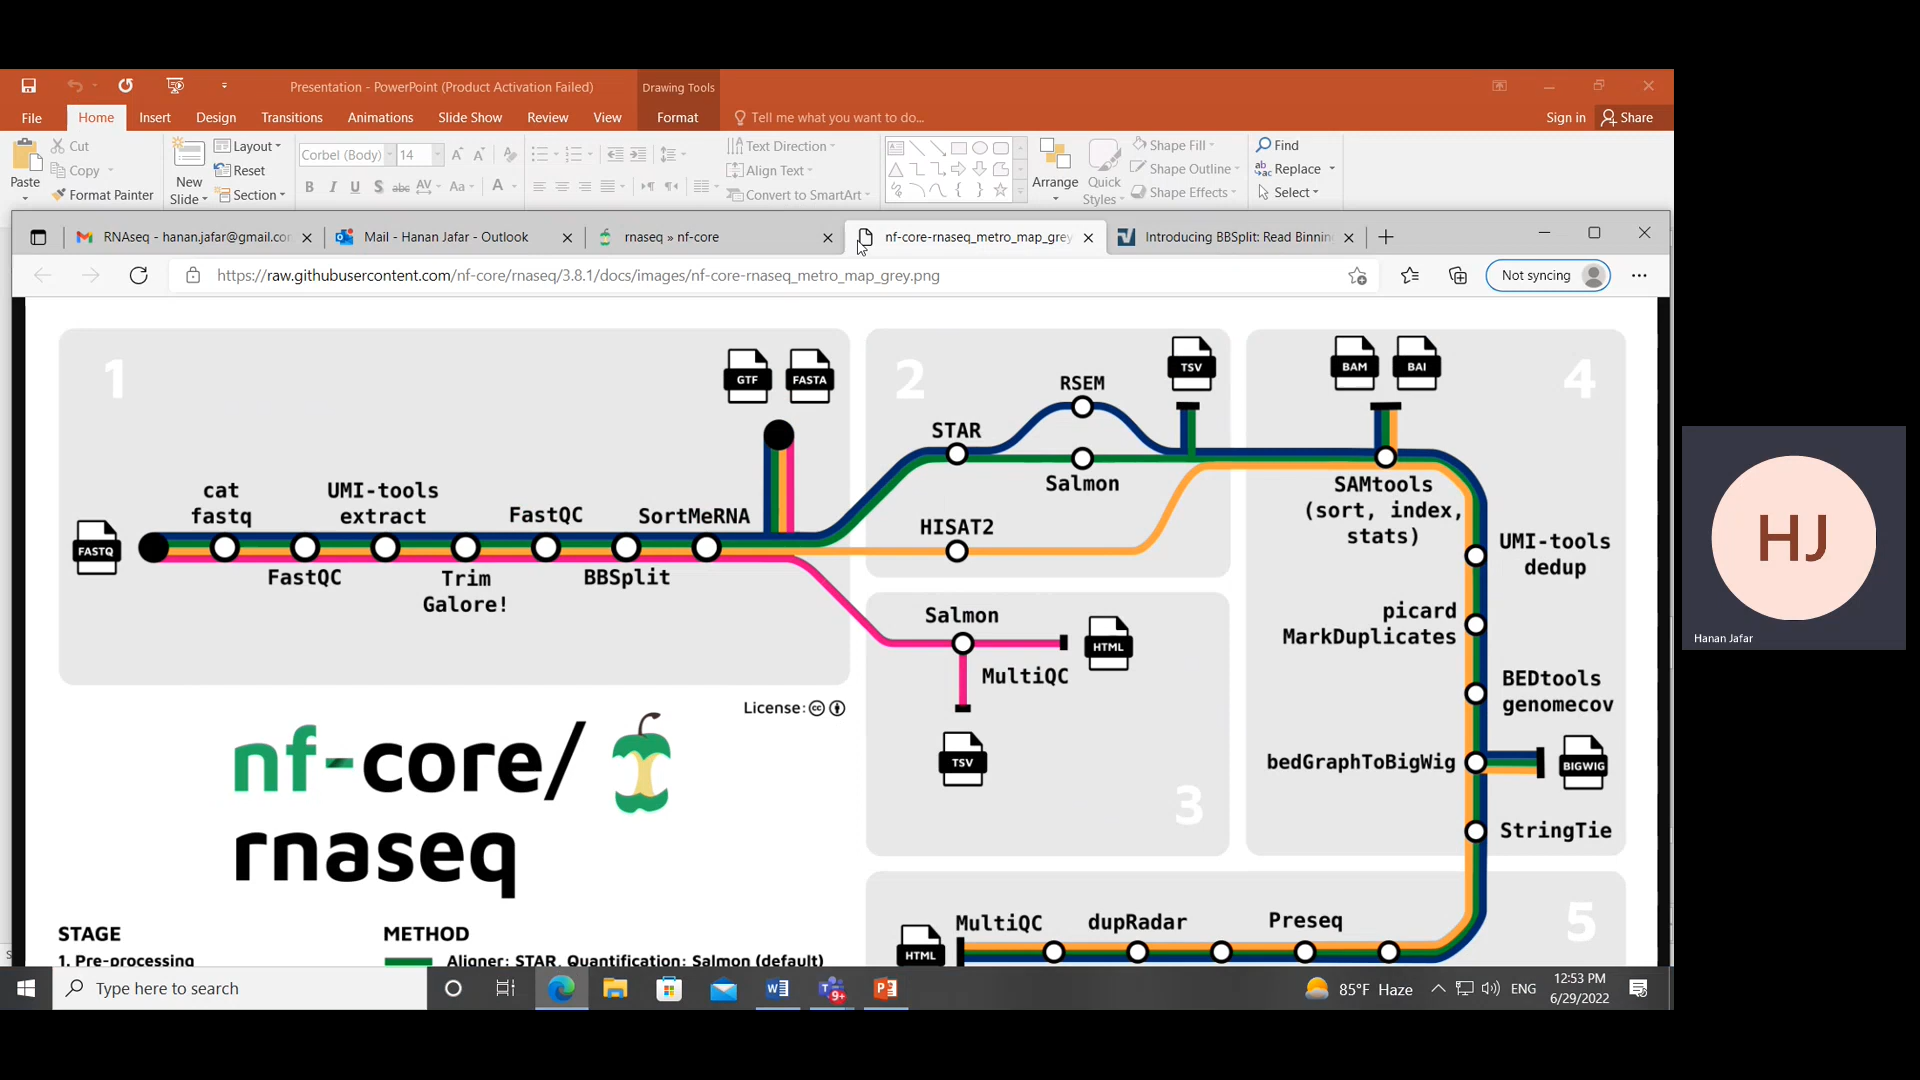 Presentation - PowerPoint (Product Activation Failed)
Drawing Tools
File
Home
Insert
Design
Transitions
Animations
Slide Show
Review
View
Format
Tell me what you want to do...
Sign in
Share
Paste
Cut
Copy
Format Painter
New
Slide
Layout
Reset
Section
Corbel (Body)
14
B I U S abc AV Aa A
Text Direction
Align Text
Convert to SmartArt
Arrange
Quick
Styles
Shape Fill
Shape Outline
Shape Effects
Find
Replace
Select
RNAseq - hanan.jafar@gmail.co
Mail - Hanan Jafar - Outlook
rnaseq » nf-core
nf-core-rnaseq_metro_map_grey
Introducing BBSplit: Read Binnin
https://raw.githubusercontent.com/nf-core/rnaseq/3.8.1/docs/images/nf-core-rnaseq_metro_map_grey.png
Not syncing
1
GTF
FASTA
FASTQ
cat
fastq
FastQC
UMI-tools
extract
Trim
Galore!
FastQC
BBSplit
SortMeRNA
2
STAR
RSEM
Salmon
HISAT2
TSV
Salmon
MultiQC
HTML
TSV
3
License:
4
BAM
BAI
SAMtools
(sort, index,
stats)
UMI-tools
dedup
picard
MarkDuplicates
BEDtools
genomecov
bedGraphToBigWig
BIGWIG
StringTie
5
Preseq
dupRadar
MultiQC
HTML
nf-core/
rnaseq
STAGE
1. Pre-processing
METHOD
Aligner: STAR, Quantification: Salmon (default)
HJ
Hanan Jafar
Type here to search
9+
85°F Haze
ENG
12:53 PM
6/29/2022